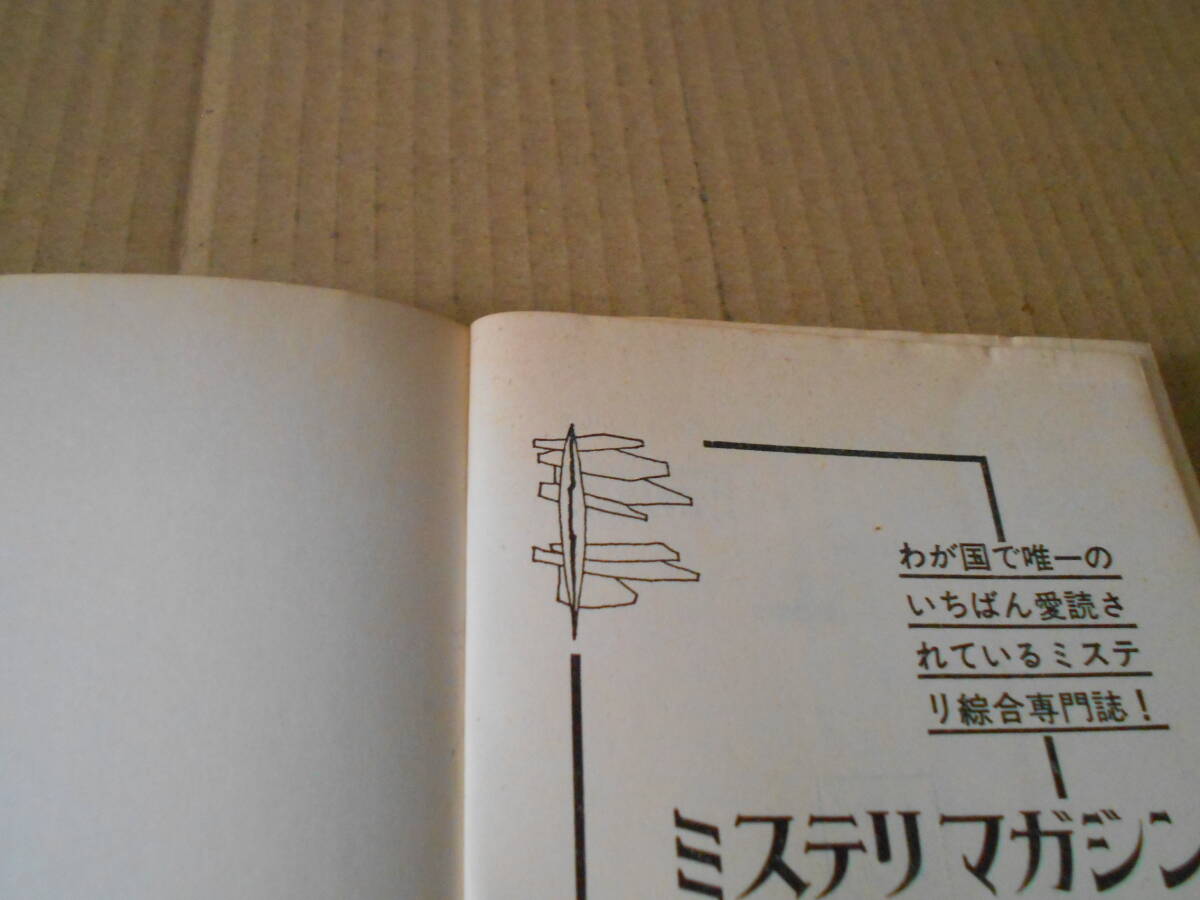 わが国で唯一の
いちばん愛読さ
れているミステ
リ綜合専門誌！
ミステリマガジン